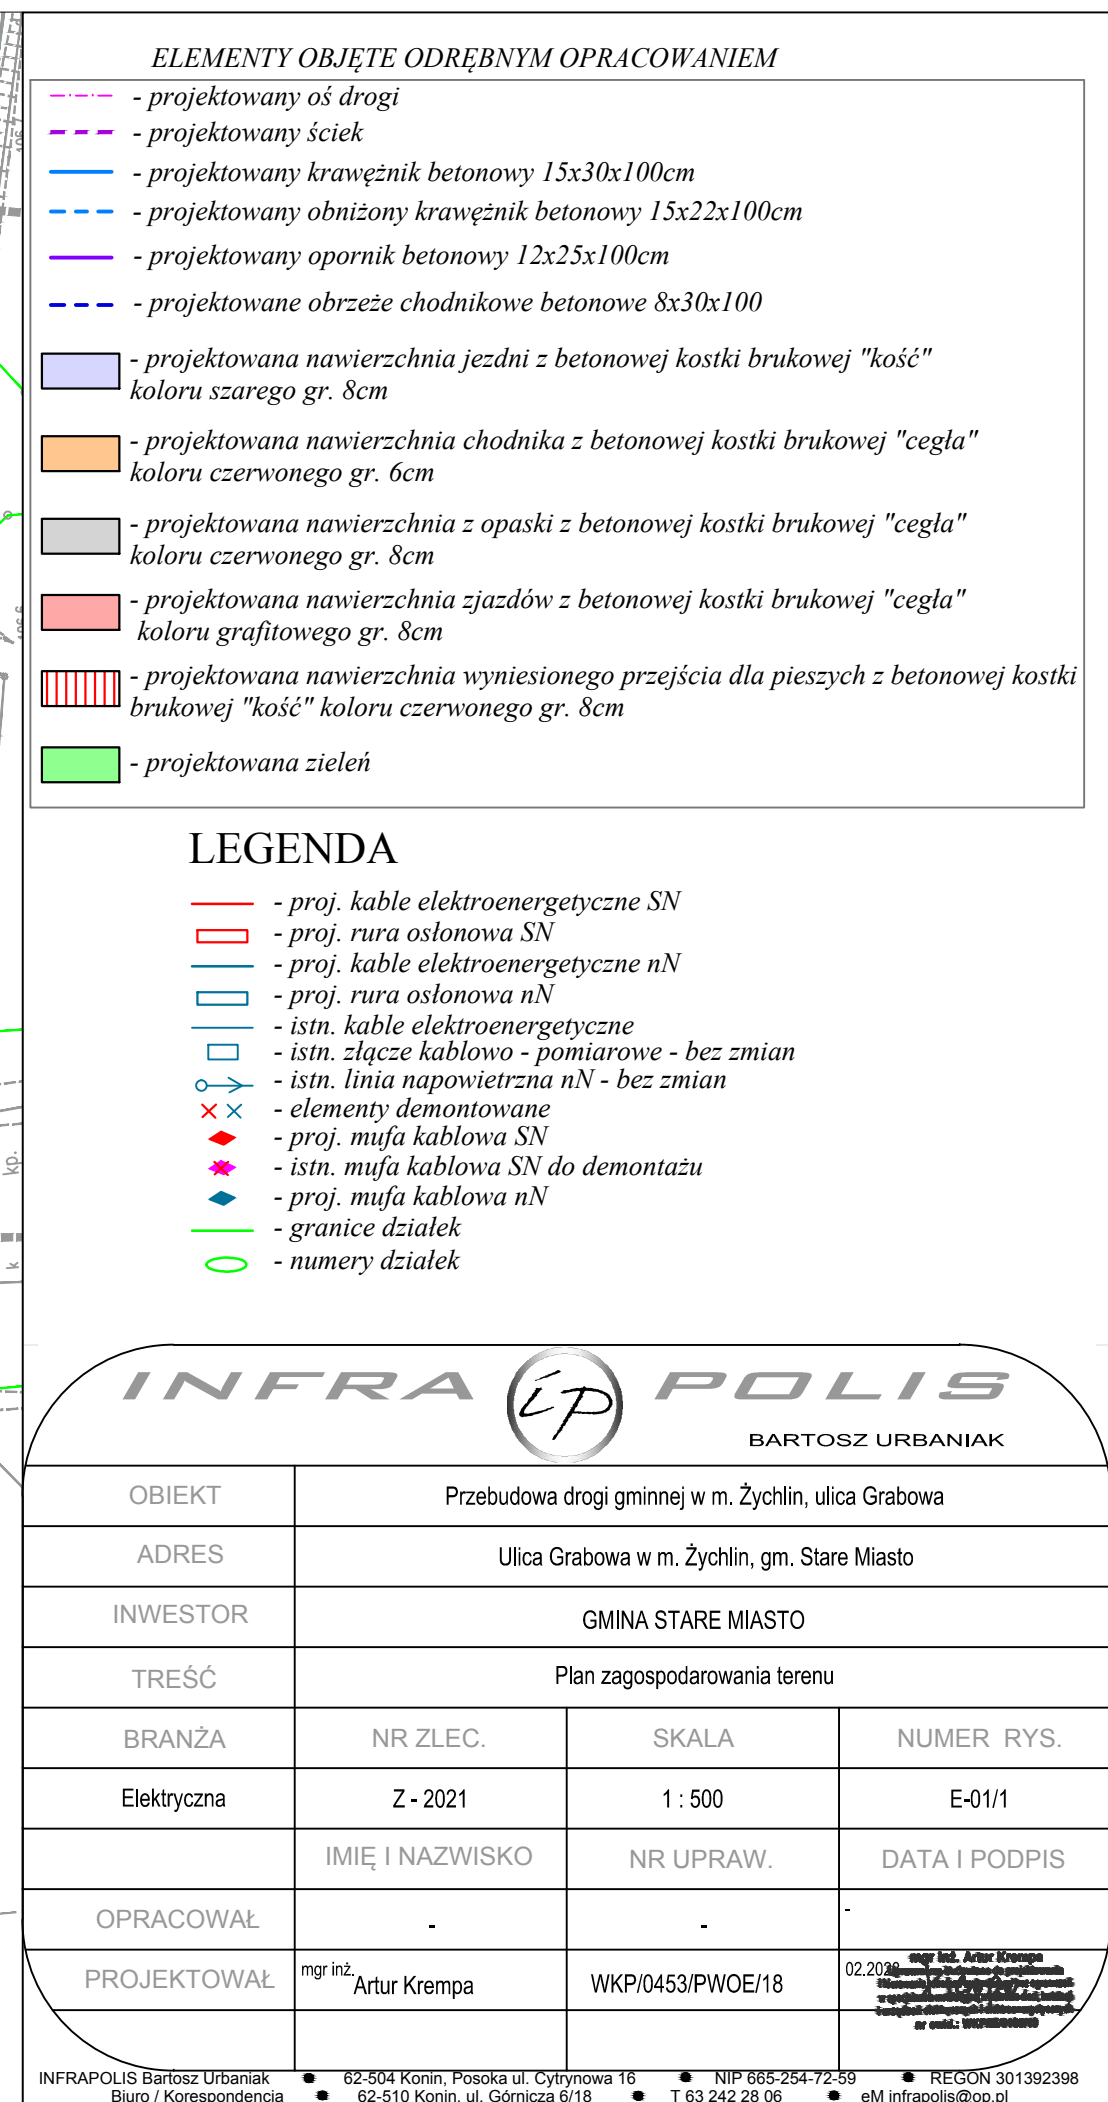 ELEMENTY OBJĘTE ODRĘBNYM OPRACOWANIEM
- projektowany oś drogi
- projektowany ściek
- projektowany krawężnik betonowy 15x30x100cm
- projektowany obniżony krawężnik betonowy 15x22x100cm
- projektowany opornik betonowy 12x25x100cm
- projektowane obrzeże chodnikowe betonowe 8x30x100
- projektowana nawierzchnia jezdni z betonowej kostki brukowej "kość"
koloru szarego gr. 8cm
- projektowana nawierzchnia chodnika z betonowej kostki brukowej "cegła"
koloru czerwonego gr. 6cm
- projektowana nawierzchnia z opaski z betonowej kostki brukowej "cegła"
koloru czerwonego gr. 8cm
- projektowana nawierzchnia zjazdów z betonowej kostki brukowej "cegła"
koloru grafitowego gr. 8cm
- projektowana nawierzchnia wyniesionego przejścia dla pieszych z betonowej kostki
brukowej "kość" koloru czerwonego gr. 8cm
- projektowana zieleń
LEGENDA
- proj. kable elektroenergetyczne SN
- proj. rura osłonowa SN
- proj. kable elektroenergetyczne nN
- proj. rura osłonowa nN
- istn. kable elektroenergetyczne
- istn. złącze kablowo - pomiarowe - bez zmian
- istn. linia napowietrzna nN - bez zmian
- elementy demontowane
- proj. mufa kablowa SN
- istn. mufa kablowa SN do demontażu
- proj. mufa kablowa nN
- granice działek
- numery działek
kp.
k
INFRA ip POLIS
BARTOSZ URBANIAK
OBIEKT Przebudowa drogi gminnej w m. Żychlin, ulica Grabowa
ADRES Ulica Grabowa w m. Żychlin, gm. Stare Miasto
INWESTOR GMINA STARE MIASTO
TREŚĆ Plan zagospodarowania terenu
BRANŻA NR ZLEC. SKALA NUMER RYS.
Elektryczna Z - 2021 1 : 500 E-01/1
IMIĘ I NAZWISKO NR UPRAW. DATA I PODPIS
OPRACOWAŁ - - -
PROJEKTOWAŁ mgr inż. Artur Krempa WKP/0453/PWOE/18 02.202
mgr inż. Artur Krempa
INFRAPOLIS Bartosz Urbaniak 62-504 Konin, Posoka ul. Cytrynowa 16 NIP 665-254-72-59 REGON 301392398
Biuro / Korespondencja 62-510 Konin, ul. Górnicza 6/18 T 63 242 28 06 eM infrapolis@op.pl